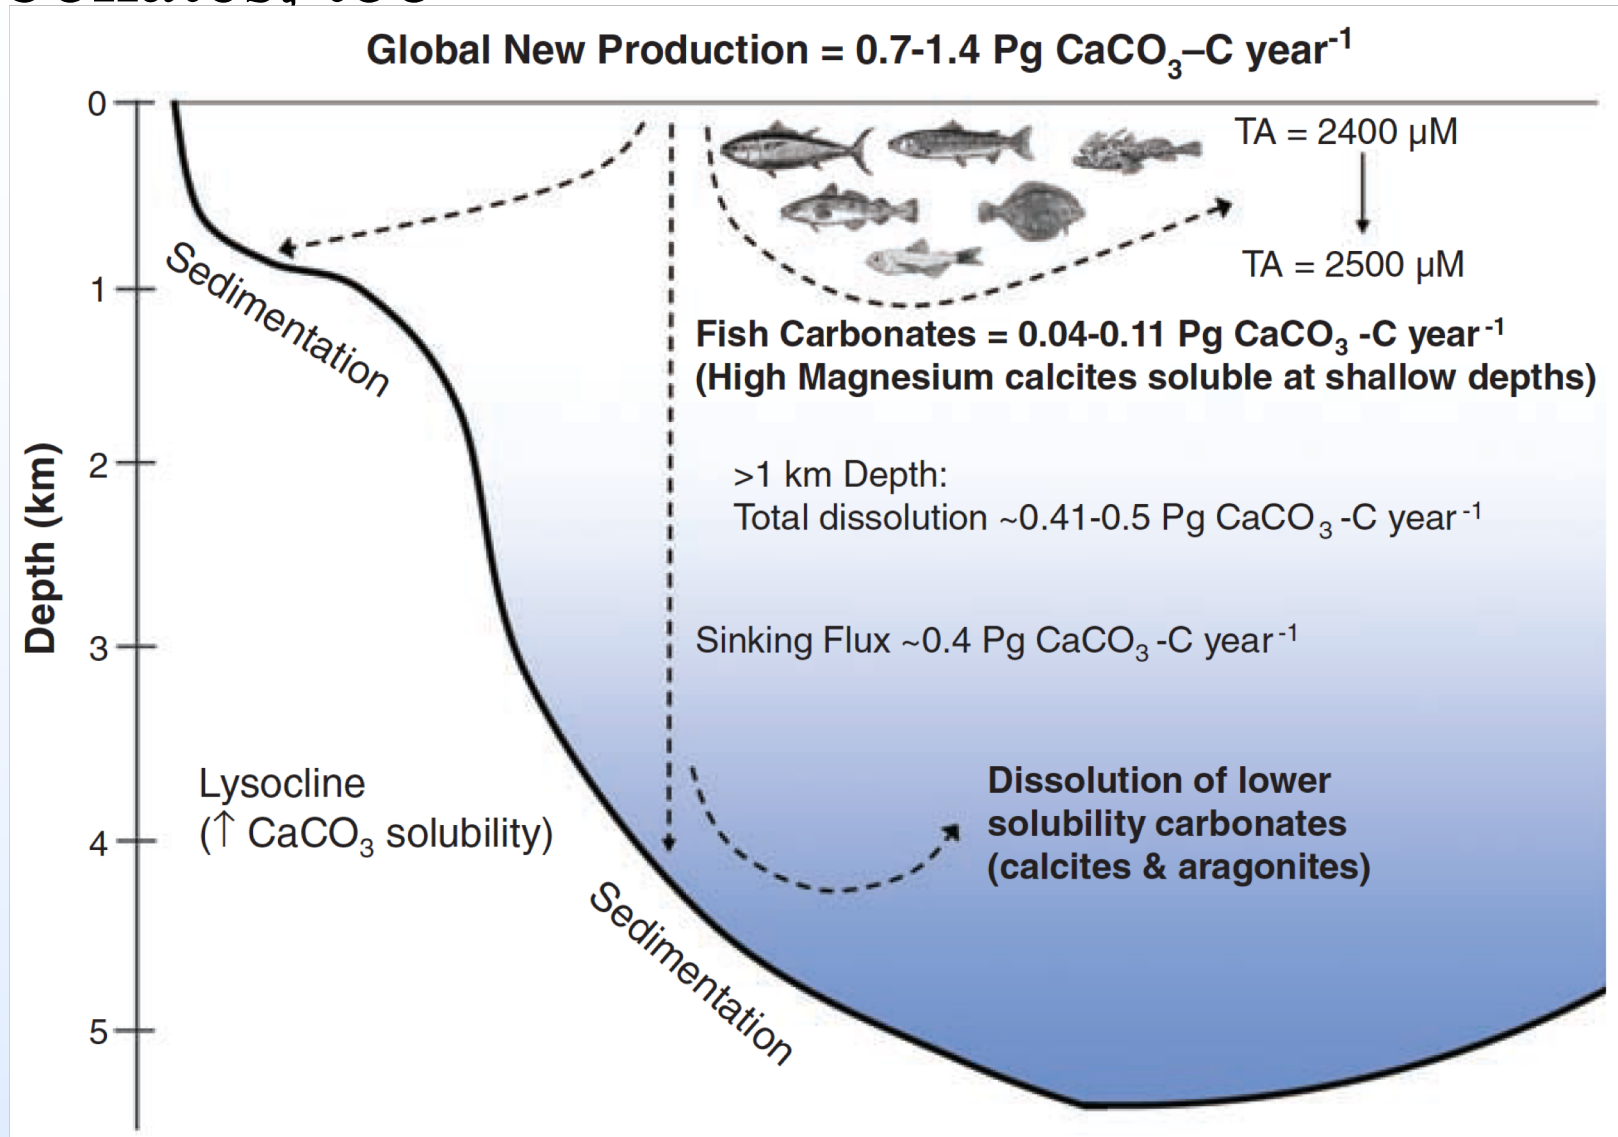 Global New Production = 0.7-1.4 Pg CaCO₃–C year⁻¹
0
TA = 2400 µM
TA = 2500 µM
Sedimentation
1
Fish Carbonates = 0.04-0.11 Pg CaCO₃ -C year⁻¹
(High Magnesium calcites soluble at shallow depths)
2
>1 km Depth:
Total dissolution ~0.41-0.5 Pg CaCO₃ -C year⁻¹
Depth (km)
3
Sinking Flux ~0.4 Pg CaCO₃ -C year⁻¹
Lysocline
(↑ CaCO₃ solubility)
4
Dissolution of lower
solubility carbonates
(calcites & aragonites)
Sedimentation
5